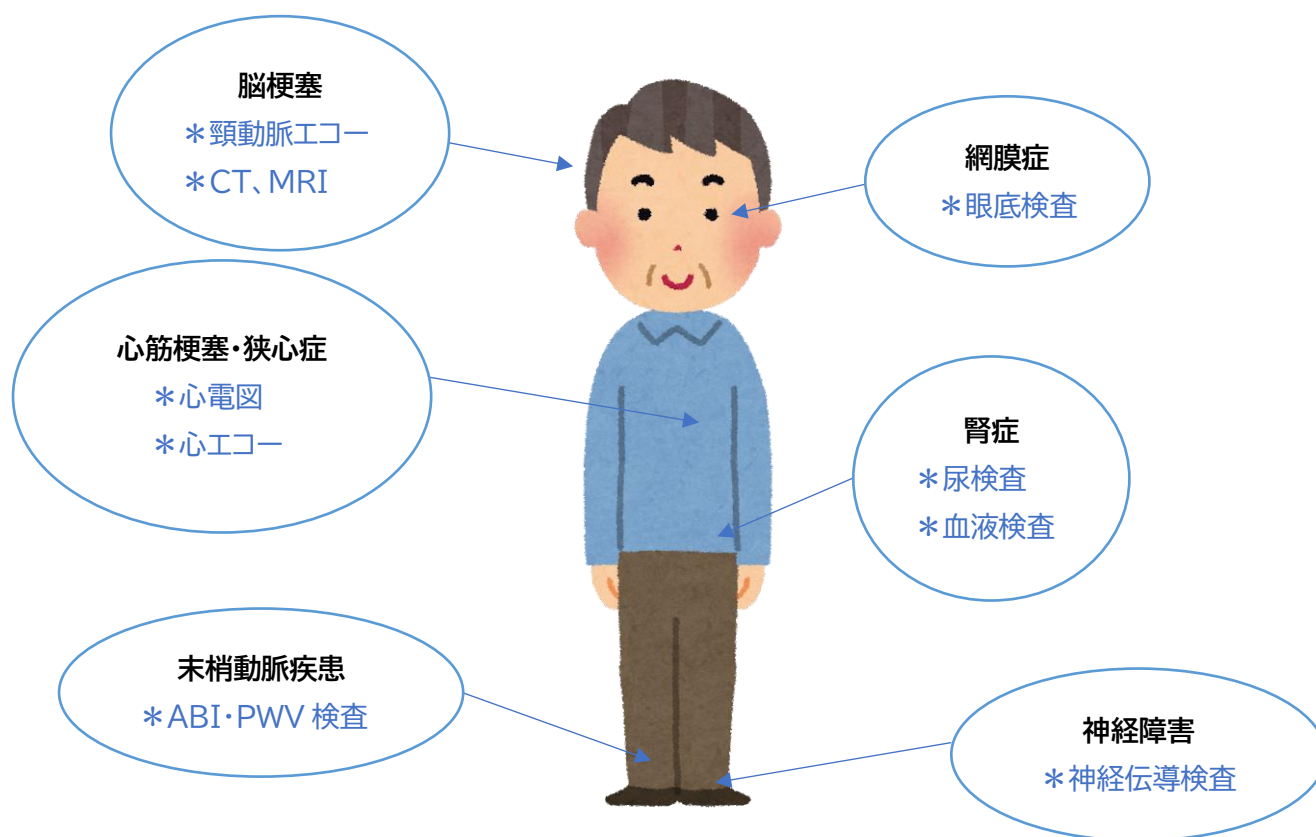 脳梗塞
＊頸動脈エコー
＊CT、MRI
網膜症
＊眼底検査
心筋梗塞・狭心症
＊心電図
＊心エコー
腎症
＊尿検査
＊血液検査
末梢動脈疾患
＊ABI・PWV 検査
神経障害
＊神経伝導検査